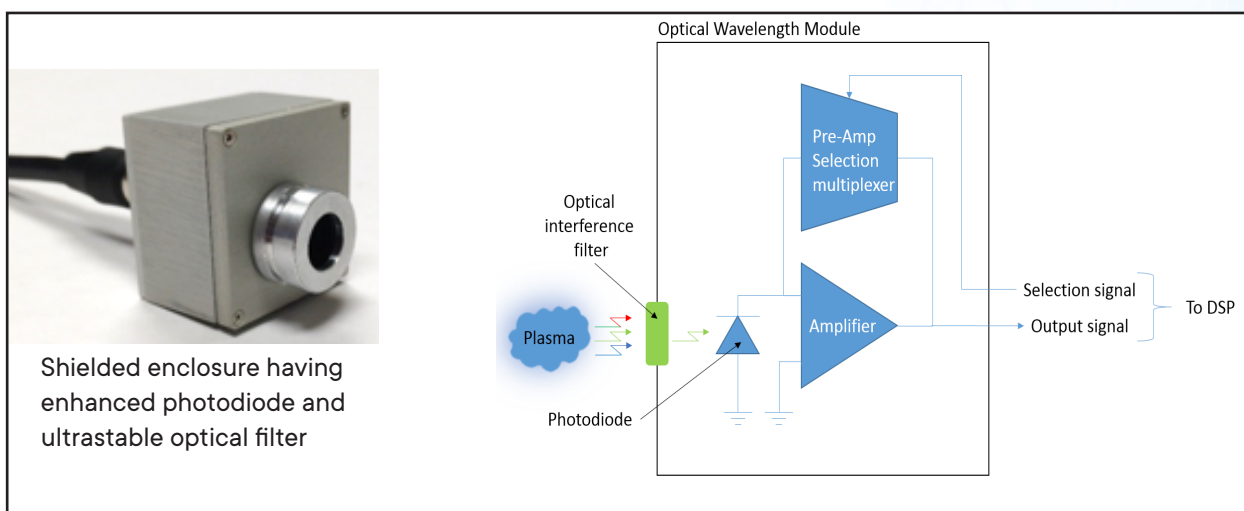 Optical Wavelength Module
Pre-Amp
Selection
multiplexer
Optical
interference
filter
Selection signal
To DSP
Plasma
Amplifier
Output signal
Photodiode
Shielded enclosure having
enhanced photodiode and
ultrastable optical filter